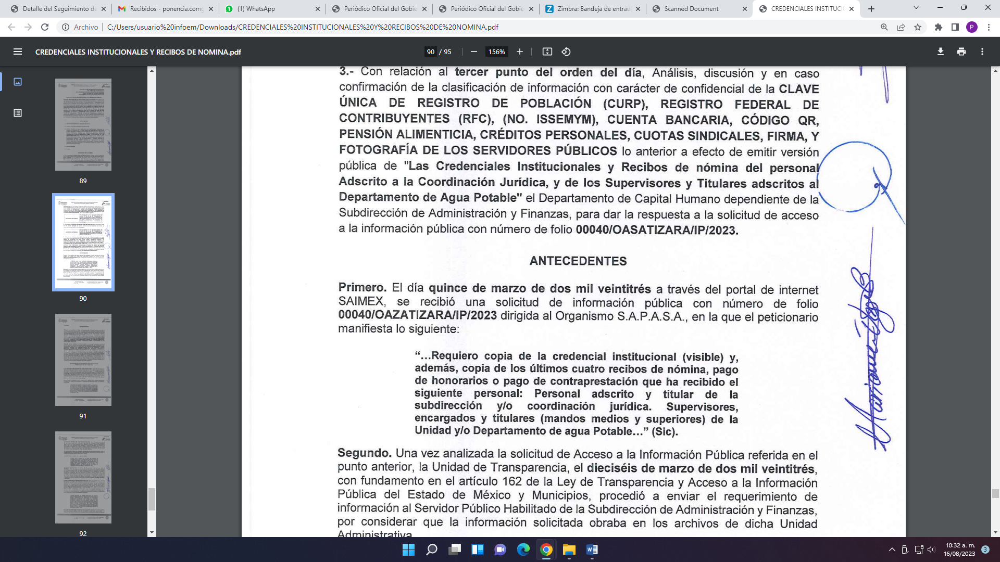 Detalle del Seguimiento de
Recibidos - ponencia.comg
(1) WhatsApp
Periódico Oficial del Gobie
Periódico Oficial del Gobie
Zimbra: Bandeja de entrad
Scanned Document
CREDENCIALES INSTITUCIO
Archivo
C:/Users/usuario%20infoem/Downloads/CREDENCIALES%20INSTITUCIONALES%20Y%20RECIBOS%20DE%20NOMINA.pdf
P
CREDENCIALES INSTITUCIONALES Y RECIBOS DE NOMINA.pdf
90 / 95
156%
89
90
91
92
3.- Con relación al tercer punto del orden del día, Análisis, discusión y en caso
confirmación de la clasificación de información con carácter de confidencial de la CLAVE
ÚNICA DE REGISTRO DE POBLACIÓN (CURP), REGISTRO FEDERAL DE
CONTRIBUYENTES (RFC), (NO. ISSEMYM), CUENTA BANCARIA, CÓDIGO QR,
PENSIÓN ALIMENTICIA, CRÉDITOS PERSONALES, CUOTAS SINDICALES, FIRMA, Y
FOTOGRAFÍA DE LOS SERVIDORES PÚBLICOS lo anterior a efecto de emitir versión
pública de "Las Credenciales Institucionales y Recibos de nómina del personal
Adscrito a la Coordinación Jurídica, y de los Supervisores y Titulares adscritos al
Departamento de Agua Potable" el Departamento de Capital Humano dependiente de la
Subdirección de Administración y Finanzas, para dar la respuesta a la solicitud de acceso
a la información pública con número de folio 00040/OASATIZARA/IP/2023.
ANTECEDENTES
Primero. El día quince de marzo de dos mil veintitrés a través del portal de internet
SAIMEX, se recibió una solicitud de información pública con número de folio
00040/OAZATIZARA/IP/2023 dirigida al Organismo S.A.P.A.S.A., en la que el peticionario
manifiesta lo siguiente:
“…Requiero copia de la credencial institucional (visible) y,
además, copia de los últimos cuatro recibos de nómina, pago
de honorarios o pago de contraprestación que ha recibido el
siguiente personal: Personal adscrito y titular de la
subdirección y/o coordinación jurídica. Supervisores,
encargados y titulares (mandos medios y superiores) de la
Unidad y/o Departamento de agua Potable…” (Sic).
Segundo. Una vez analizada la solicitud de Acceso a la Información Pública referida en el
punto anterior, la Unidad de Transparencia, el dieciséis de marzo de dos mil veintitrés,
con fundamento en el artículo 162 de la Ley de Transparencia y Acceso a la Información
Pública del Estado de México y Municipios, procedió a enviar el requerimiento de
información al Servidor Público Habilitado de la Subdirección de Administración y Finanzas,
por considerar que la información solicitada obraba en los archivos de dicha Unidad
Administrativa
10:32 a. m.
16/08/2023
3